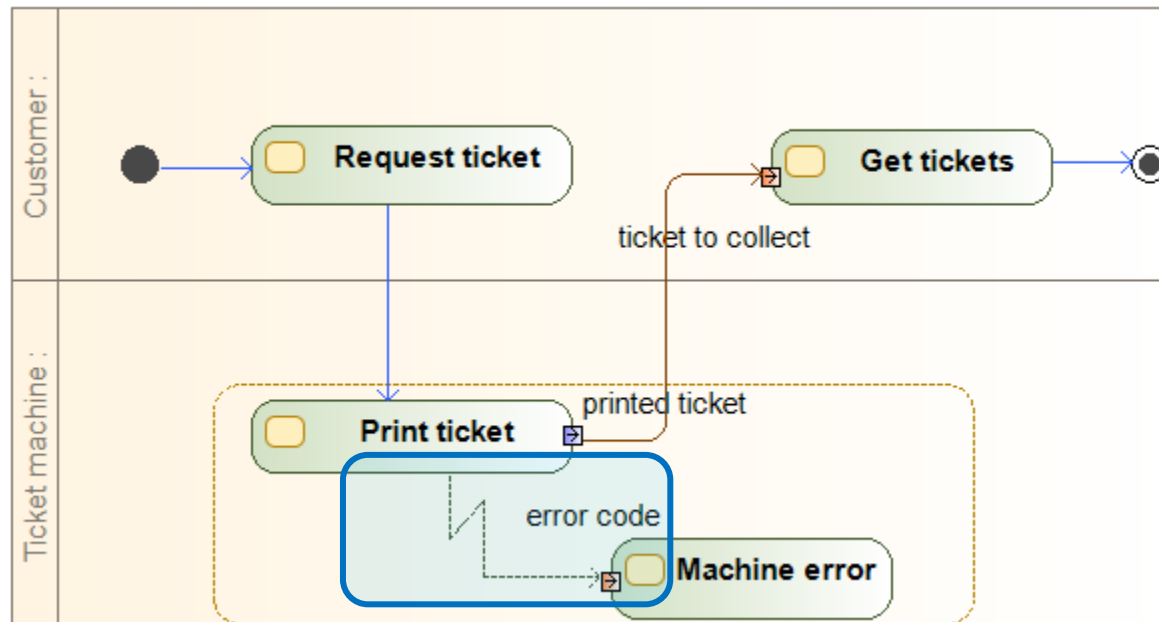 Customer :
Request ticket
Get tickets
ticket to collect
Ticket machine :
printed ticket
Print ticket
error code
Machine error